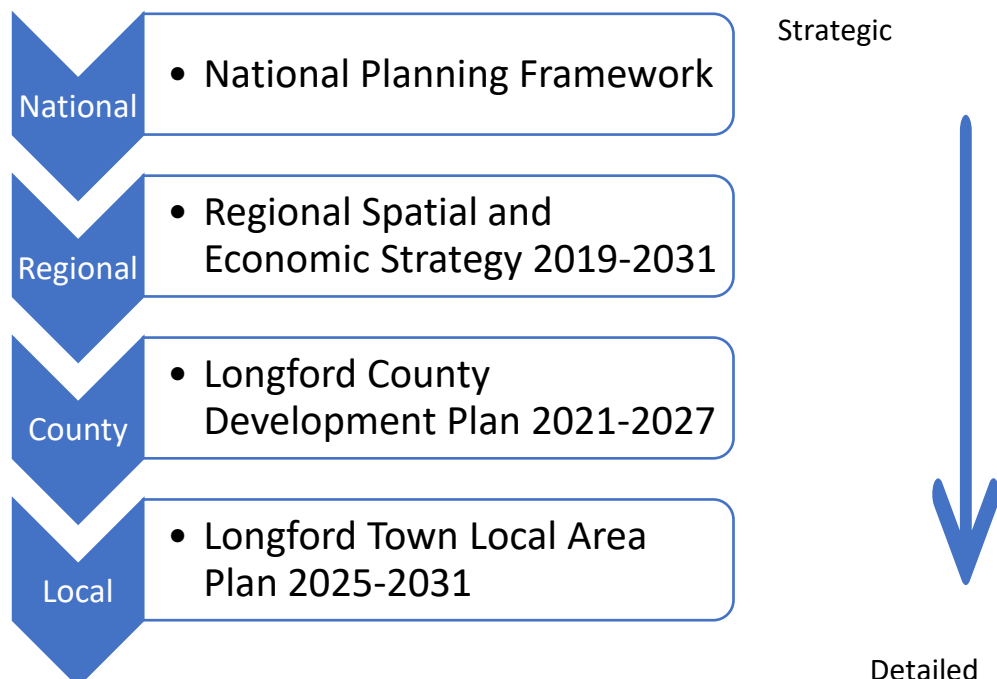 Strategic
National
• National Planning Framework
Regional
• Regional Spatial and
Economic Strategy 2019-2031
County
• Longford County
Development Plan 2021-2027
Local
• Longford Town Local Area
Plan 2025-2031
Detailed